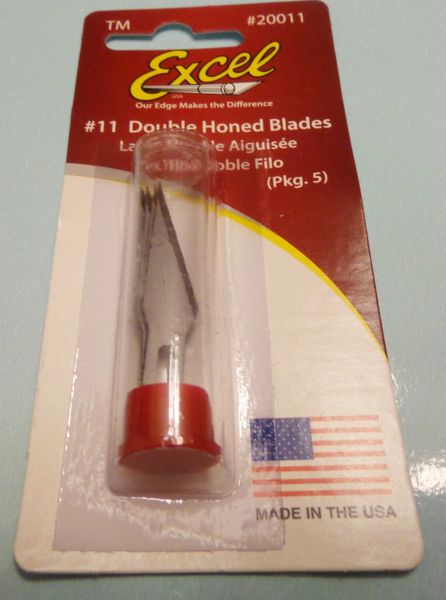 TM #20011
Excel
USA
Our Edge Makes the Difference
#11 Double Honed Blades
Aiguisée
Filo
(Pkg. 5)
MADE IN THE USA